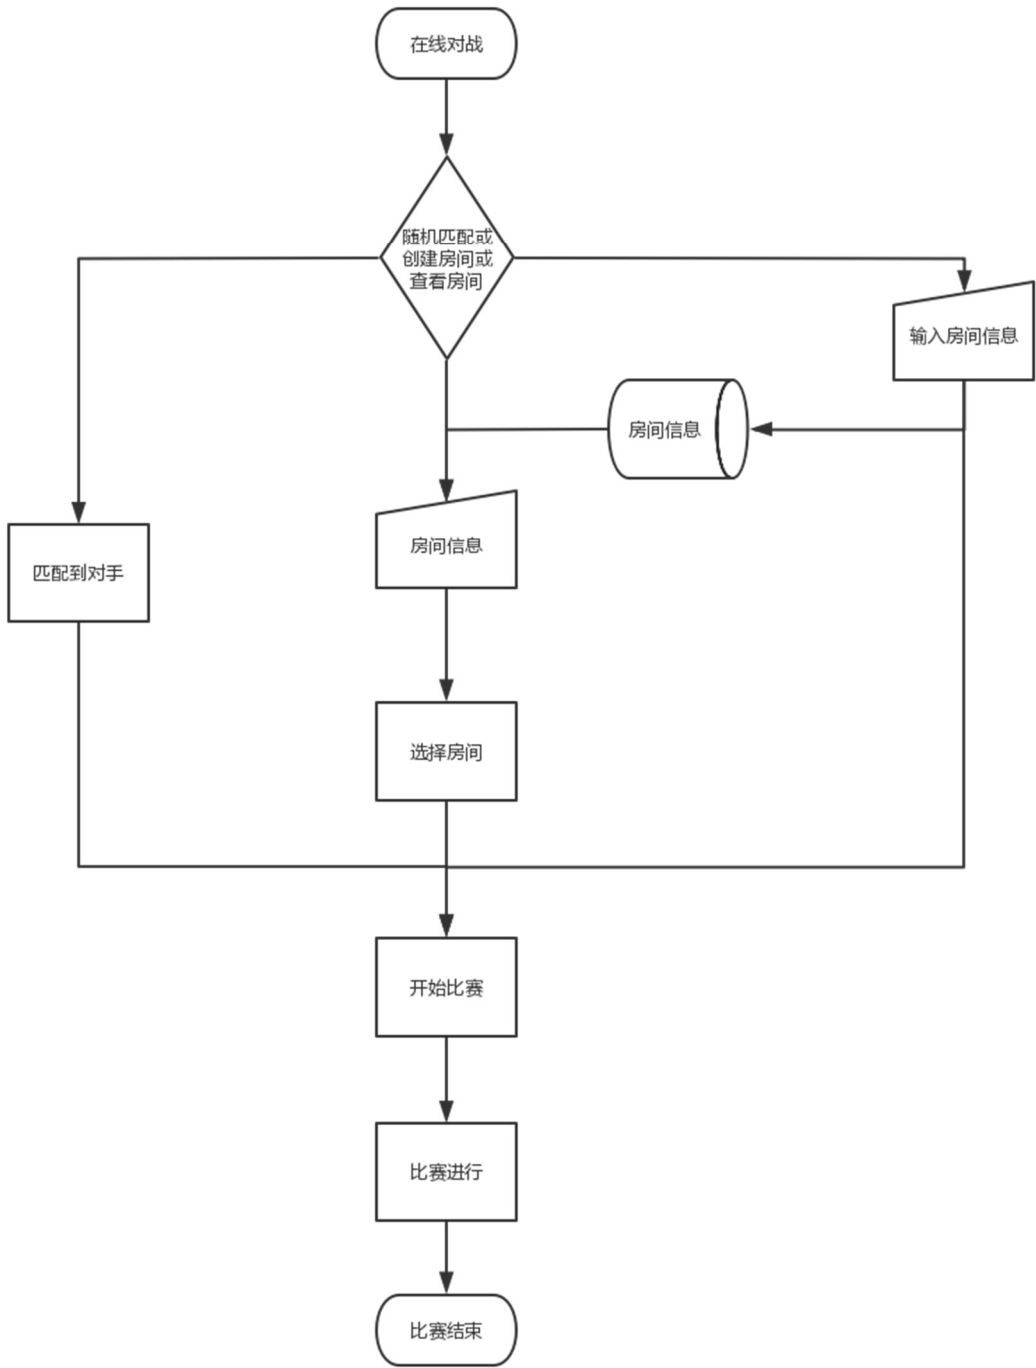 在线对战
随机匹配或
创建房间或
查看房间
输入房间信息
房间信息
房间信息
匹配到对手
选择房间
开始比赛
比赛进行
比赛结束